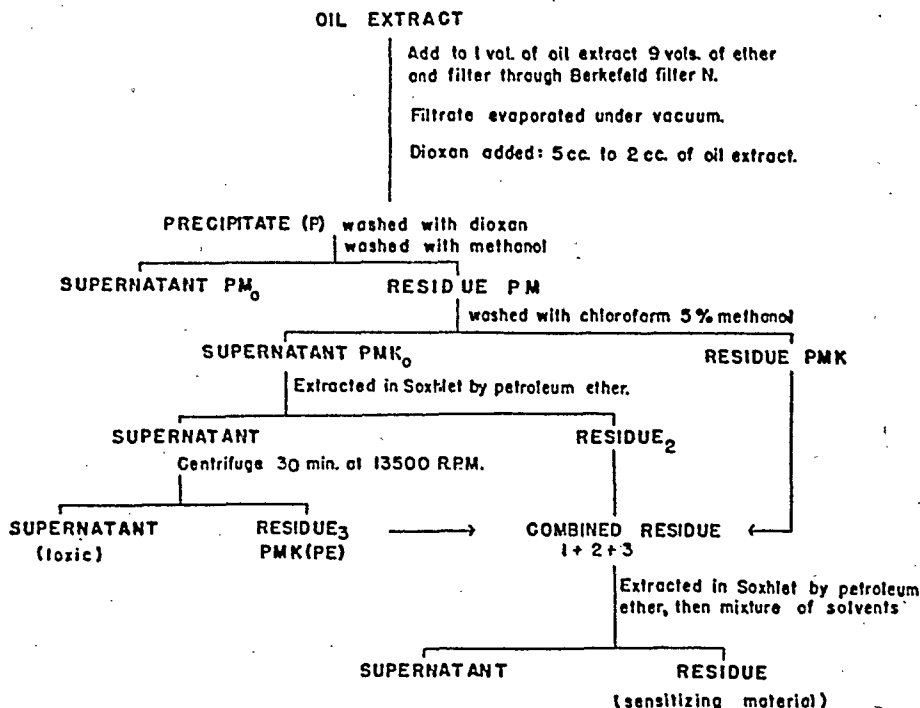 OIL EXTRACT
Add to 1 vol. of oil extract 9 vols. of ether
and filter through Berkefeld filter N.
Filtrate evaporated under vacuum.
Dioxan added: 5 cc. to 2 cc. of oil extract.
PRECIPITATE (P) washed with dioxan
washed with methanol
SUPERNATANT PM₀
RESIDUE PM
washed with chloroform 5% methanol
SUPERNATANT PMK₀
RESIDUE PMK
Extracted in Soxhlet by petroleum ether.
SUPERNATANT
RESIDUE₂
Centrifuge 30 min. at 13500 R.P.M.
SUPERNATANT
(toxic)
RESIDUE₃
PMK(PE)
COMBINED RESIDUE
1 + 2 + 3
Extracted in Soxhlet by petroleum
ether, then mixture of solvents
SUPERNATANT
RESIDUE
(sensitizing material)